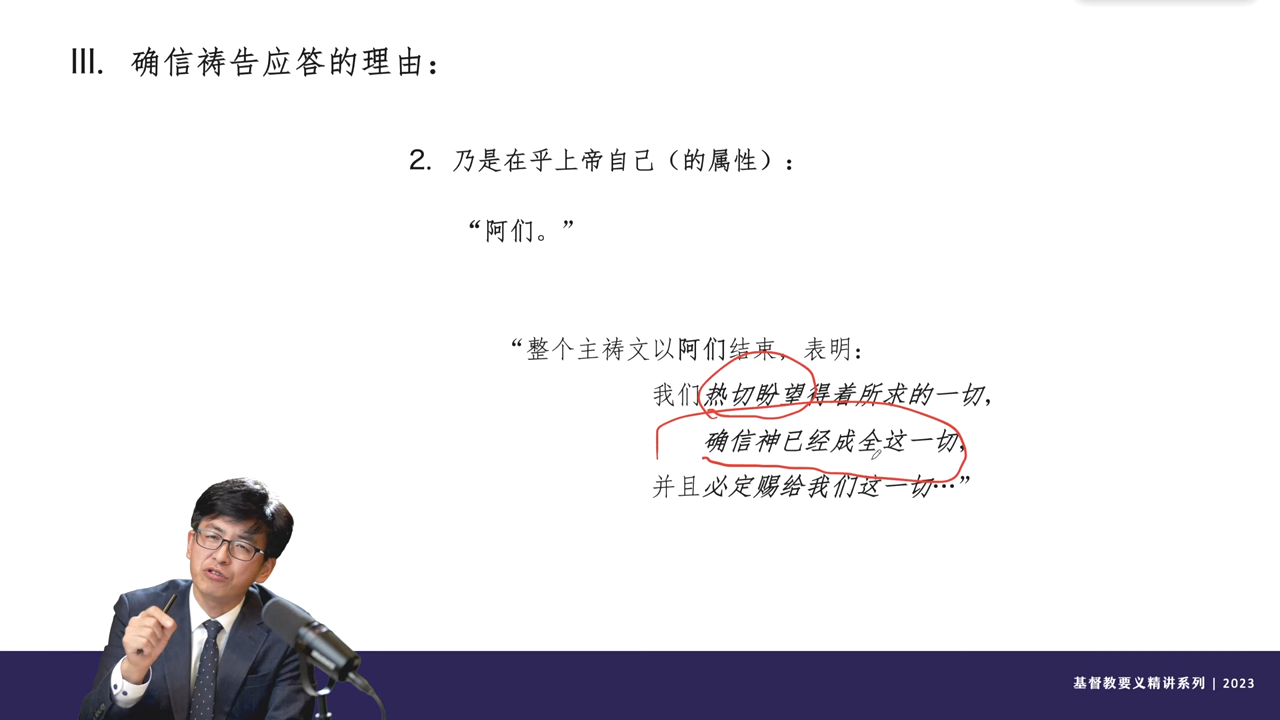 III. 确信祷告应答的理由：
2. 乃是在乎上帝自己（的属性）：
“阿们。”
“整个主祷文以阿们结束，表明：
我们热切盼望得着所求的一切，
确信神已经成全这一切，
并且必定赐给我们这一切…”
基督教要义精讲系列 | 2023